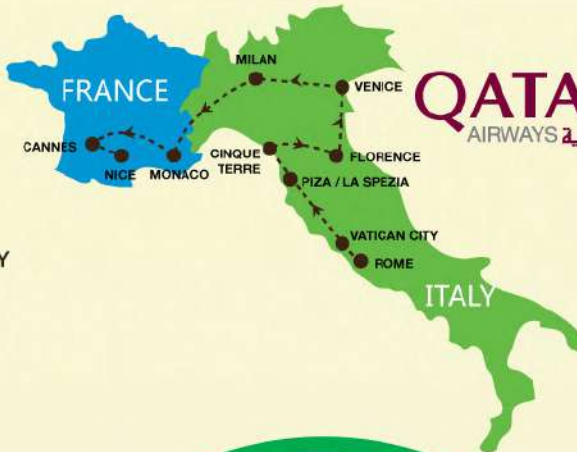 MILAN
FRANCE
VENICE
QATA
AIRWAYS
CANNES
NICE
MONACO
CINQUE
TERRE
FLORENCE
PIZA / LA SPEZIA
VATICAN CITY
ROME
Y
ITALY